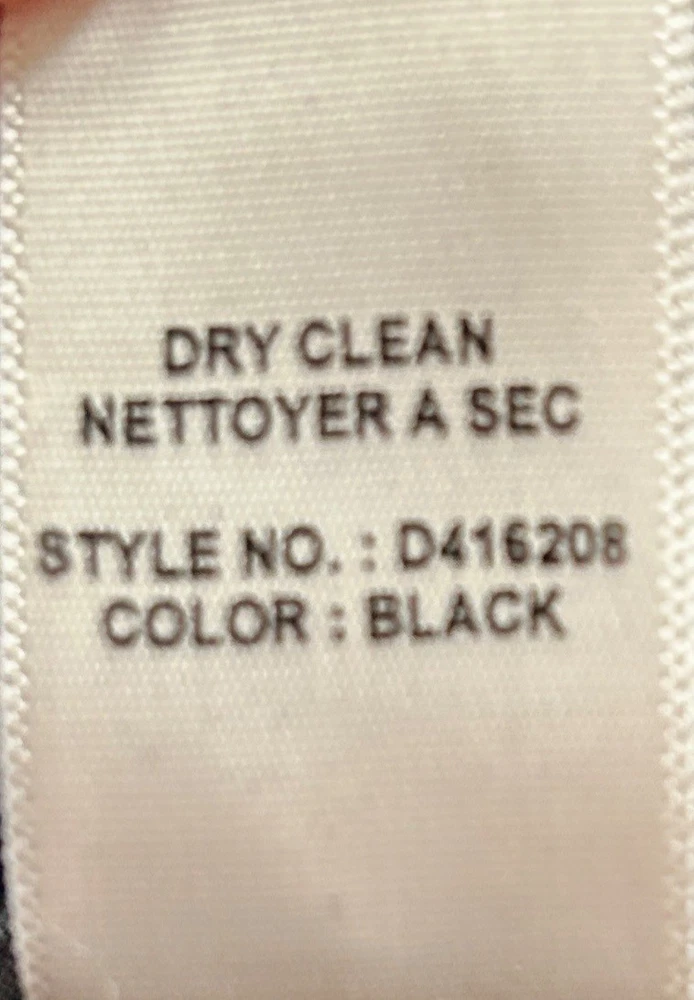 DRY CLEAN
NETTOYER A SEC
STYLE NO. : D416208
COLOR : BLACK